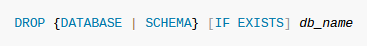 DROP {DATABASE | SCHEMA} [IF EXISTS] db_name